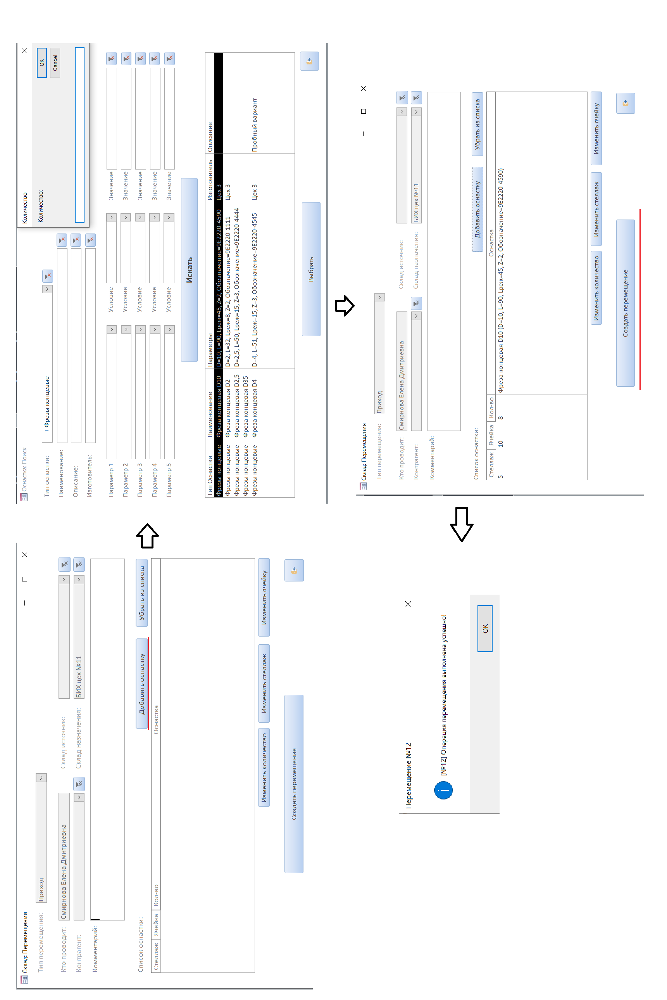 Склад: Перемещения
Тип перемещения: Приход
Кто проводит: Смирнова Елена Дмитриевна Склад источник:
Контрагент: Склад назначения: БИХ цех №11
Комментарий:
Список оснастки: Добавить оснастку Убрать из списка
Стеллаж Ячейка Кол-во Оснастка
Изменить количество Изменить стеллаж Изменить ячейку
Создать перемещение
Оснастка: Поиск
Количество
Количество:
OK
Cancel
Тип оснастки: + Фрезы концевые
Наименование:
Описание:
Изготовитель:
Параметр 1 Условие Значение
Параметр 2 Условие Значение
Параметр 3 Условие Значение
Параметр 4 Условие Значение
Параметр 5 Условие Значение
Искать
Тип Оснастки Наименование Параметры Изготовитель Описание
Фрезы концевые Фреза концевая D10 D=10, L=90, Lреж=45, Z=2, Обозначение=9Е2220-4590 Цех 3
Фрезы концевые Фреза концевая D2 D=2, L=32, Lреж=8, Z=2, Обозначение=9Е2220-1111 Цех 3
Фрезы концевые Фреза концевая D2,5 D=2,5, L=50, Lреж=15, Z=3, Обозначение=9Е2220-4444
Фрезы концевые Фреза концевая D35
Фрезы концевые Фреза концевая D4 D=4, L=51, Lреж=15, Z=3, Обозначение=9Е2220-4545 Цех 3 Пробный вариант
Выбрать
Склад: Перемещения
Тип перемещения: Приход
Кто проводит: Смирнова Елена Дмитриевна Склад источник:
Контрагент: Склад назначения: БИХ цех №11
Комментарий:
Список оснастки: Добавить оснастку Убрать из списка
Стеллаж Ячейка Кол-во Оснастка
5 10 8 Фреза концевая D10 (D=10, L=90, Lреж=45, Z=2, Обозначение=9Е2220-4590)
Изменить количество Изменить стеллаж Изменить ячейку
Создать перемещение
Перемещение №12
[№12] Операция перемещения выполнена успешно!
ОК